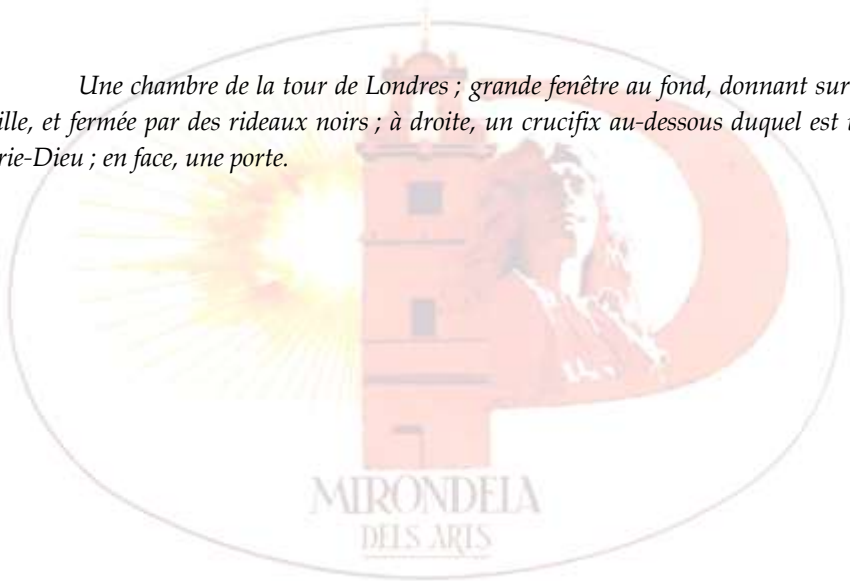 Une chambre de la tour de Londres ; grande fenêtre au fond, donnant sur
ille, et fermée par des rideaux noirs ; à droite, un crucifix au-dessous duquel est
rie-Dieu ; en face, une porte.
MIRONDELA
DELS ARTS